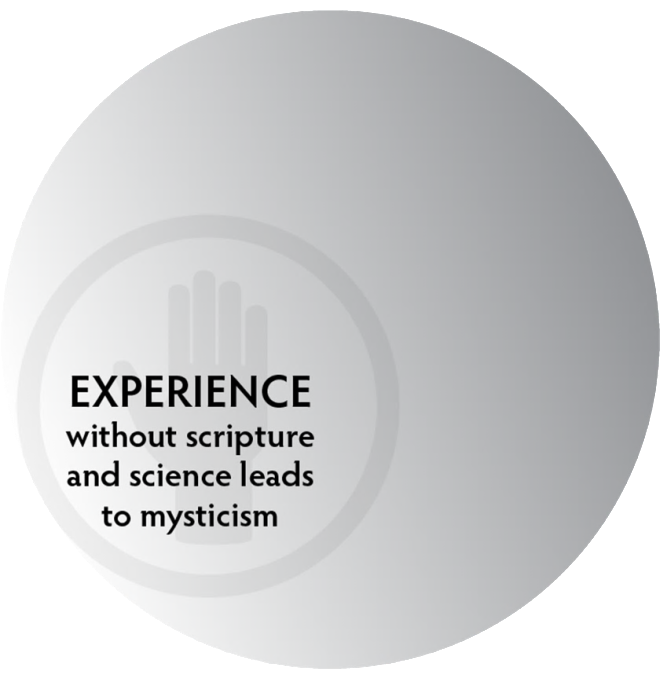 EXPERIENCE
without scripture
and science leads
to mysticism